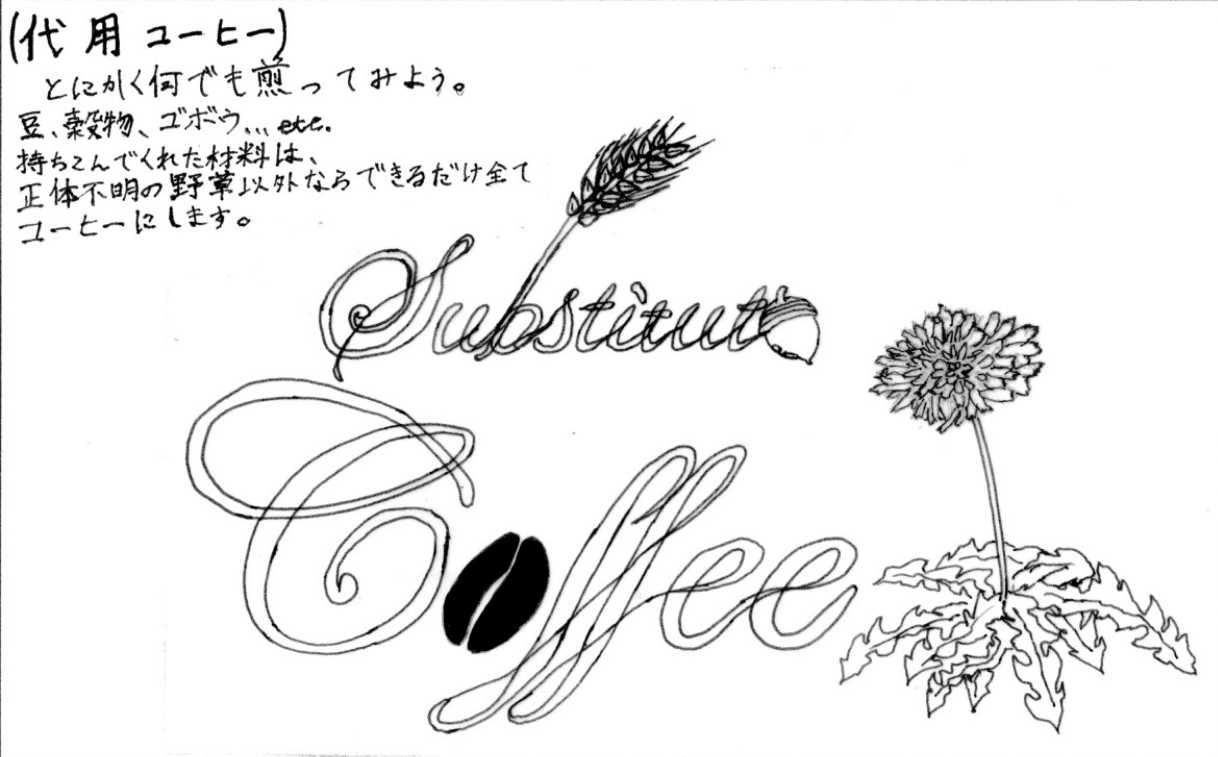 (代用コーヒー)
とにかく何でも煎ってみよう。
豆、穀物、ゴボウ... etc.
持ちこんでくれた材料は、
正体不明の野草以外ならできるだけ全て
コーヒーにします。
Substitut
Coffee